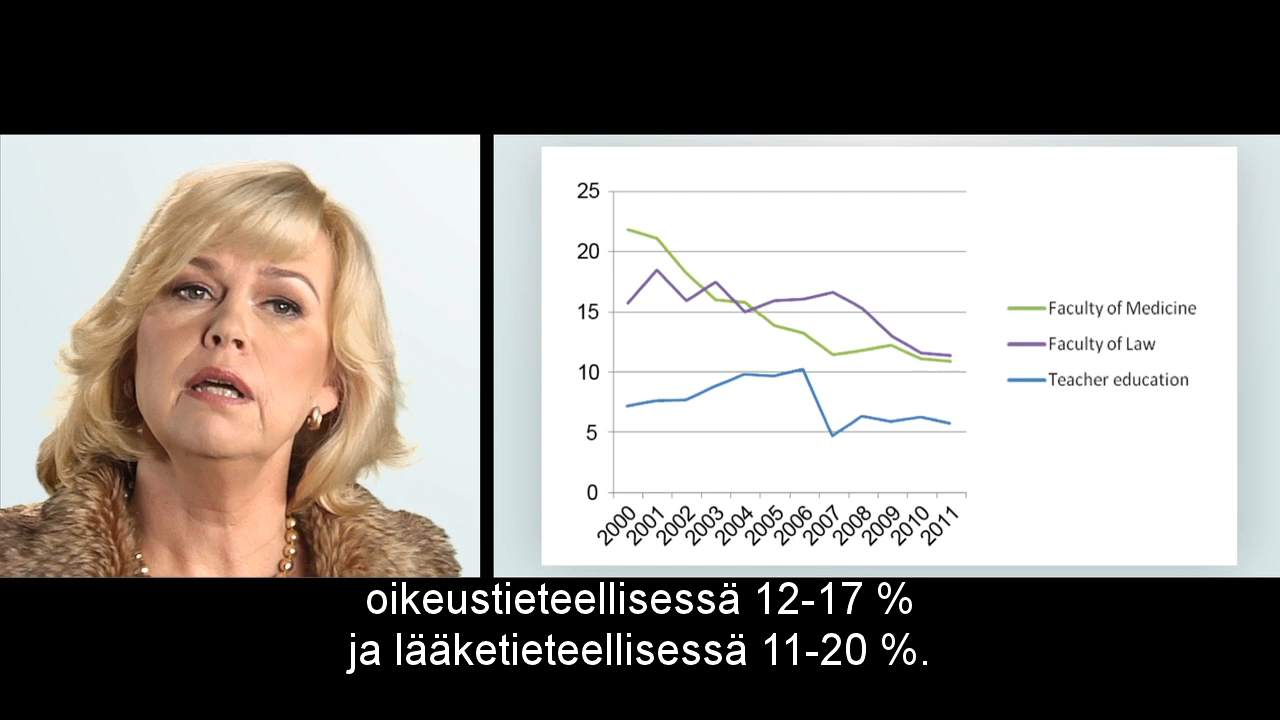 25
20
15
10
5
0
2000 2001 2002 2003 2004 2005 2006 2007 2008 2009 2010 2011
Faculty of Medicine
Faculty of Law
Teacher education
oikeustieteellisessä 12-17 %
ja lääketieteellisessä 11-20 %.